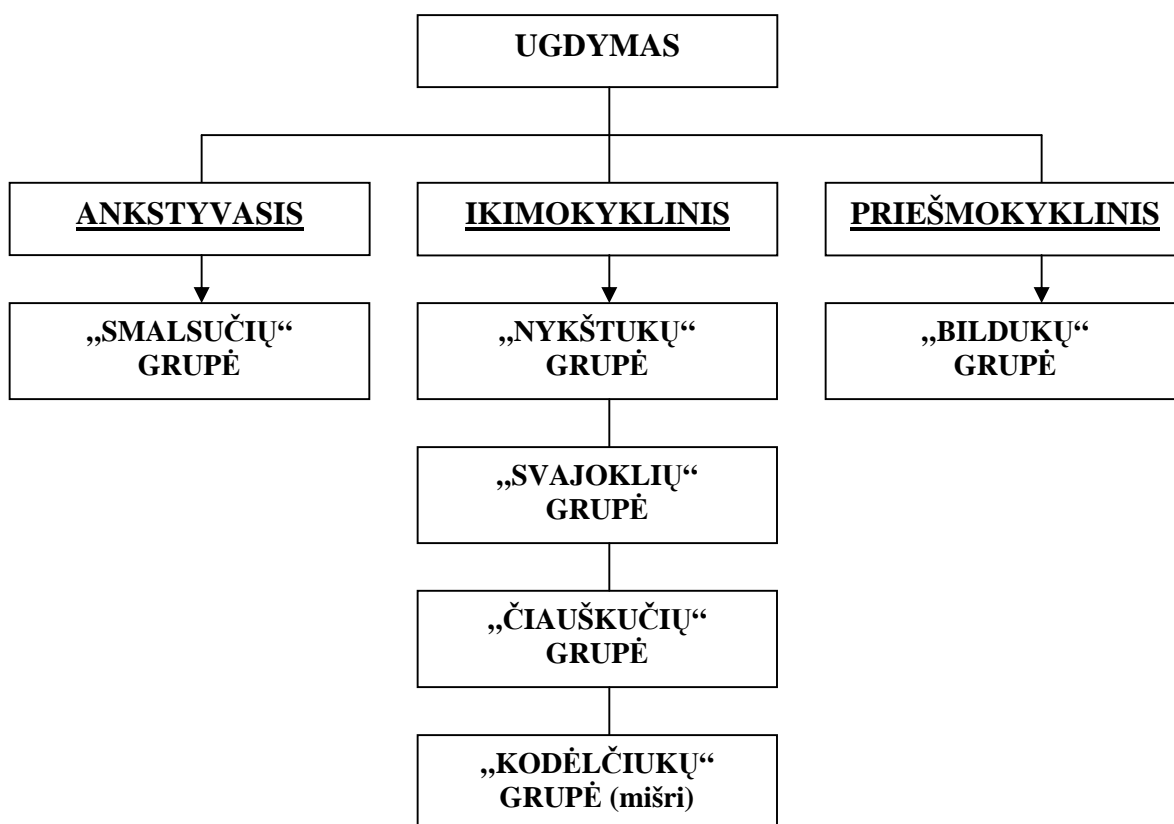 UGDYMAS
ANKSTYVASIS
IKIMOKYKLINIS
PRIEŠMOKYKLINIS
„SMALSUČIŲ“
GRUPĖ
„NYKŠTUKŲ“
GRUPĖ
„BILDUKŲ“
GRUPĖ
„SVAJOKLIŲ“
GRUPĖ
„ČIAUŠKUČIŲ“
GRUPĖ
„KODĖLČIUKŲ“
GRUPĖ (mišri)